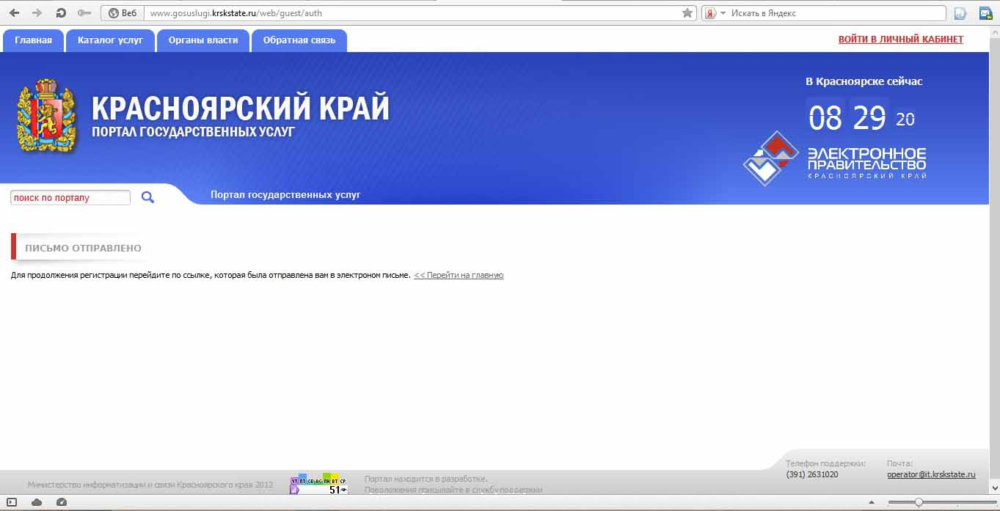 Веб
www.gosuslugi.krskstate.ru/web/guest/auth
Я
Искать в Яндекс
Главная
Каталог услуг
Органы власти
Обратная связь
ВОЙТИ В ЛИЧНЫЙ КАБИНЕТ
КРАСНОЯРСКИЙ КРАЙ
ПОРТАЛ ГОСУДАРСТВЕННЫХ УСЛУГ
В Красноярске сейчас
08 29 20
ЭЛЕКТРОННОЕ
ПРАВИТЕЛЬСТВО
КРАСНОЯРСКИЙ КРАЙ
поиск по порталу
Портал государственных услуг
ПИСЬМО ОТПРАВЛЕНО
Для продолжения регистрации перейдите по ссылке, которая была отправлена вам в электроном письме. << Перейти на главную
Министерство информатизации и связи Красноярского края 2012
ЧТ ПТ СБ ВС ПН ВТ СР
51
Портал находится в разработке.
Предложения присылайте в службу поддержки
Телефон поддержки:
(391) 2631020
Почта:
operator@it.krskstate.ru